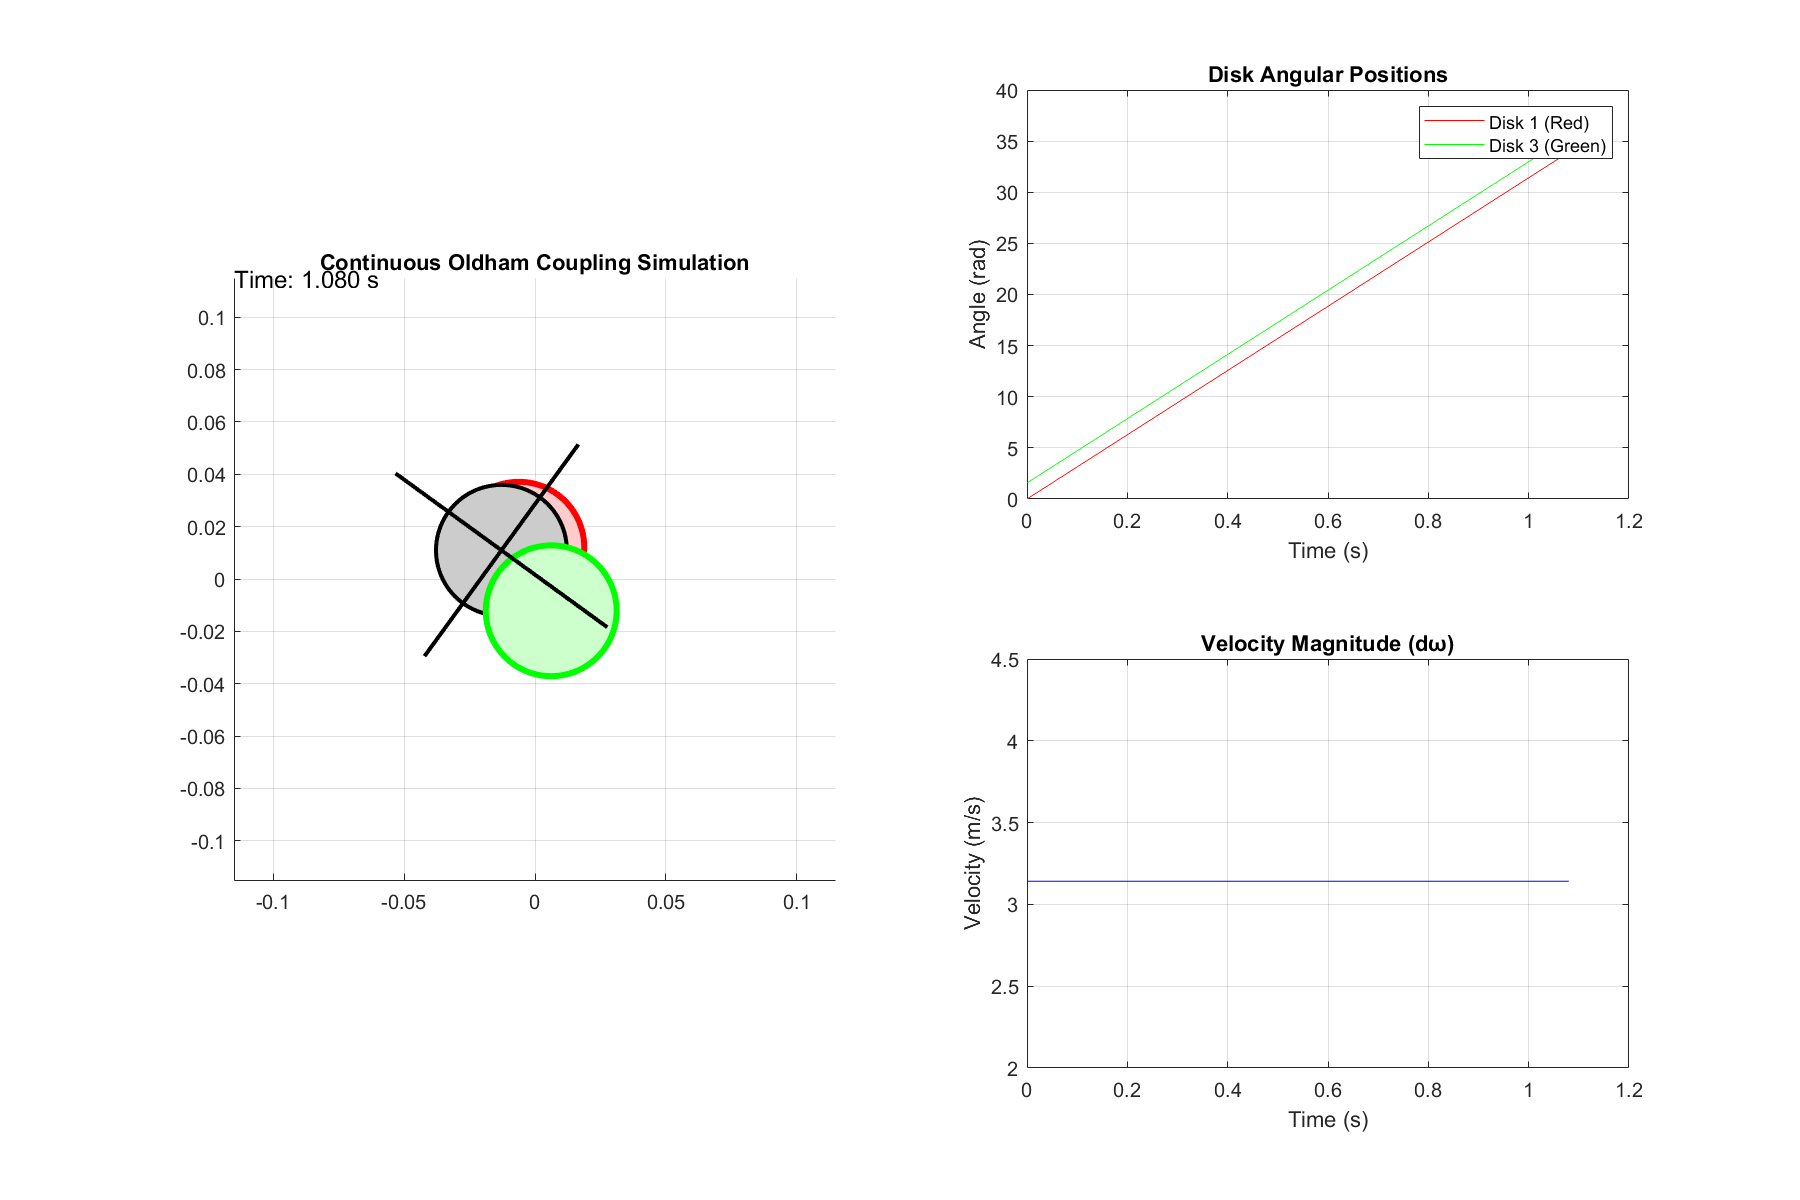 Continuous Oldham Coupling Simulation
Time: 1.080 s
0.1
0.08
0.06
0.04
0.02
0
-0.02
-0.04
-0.06
-0.08
-0.1
-0.1 -0.05 0 0.05 0.1
Disk Angular Positions
Angle (rad)
40
35
30
25
20
15
10
5
0
Disk 1 (Red)
Disk 3 (Green)
0 0.2 0.4 0.6 0.8 1 1.2
Time (s)
Velocity Magnitude (dω)
Velocity (m/s)
4.5
4
3.5
3
2.5
2
0 0.2 0.4 0.6 0.8 1 1.2
Time (s)